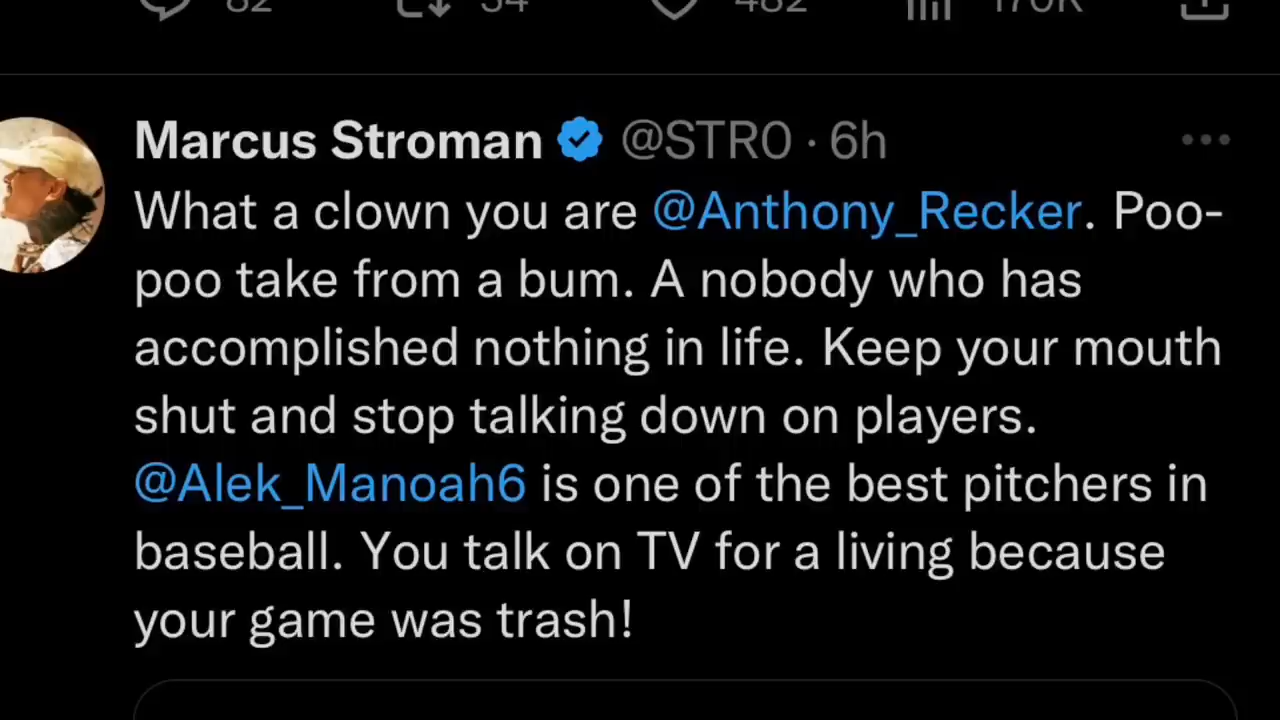 82 54 482 170K
Marcus Stroman @STR0 · 6h
What a clown you are @Anthony_Recker. Poo-
poo take from a bum. A nobody who has
accomplished nothing in life. Keep your mouth
shut and stop talking down on players.
@Alek_Manoah6 is one of the best pitchers in
baseball. You talk on TV for a living because
your game was trash!